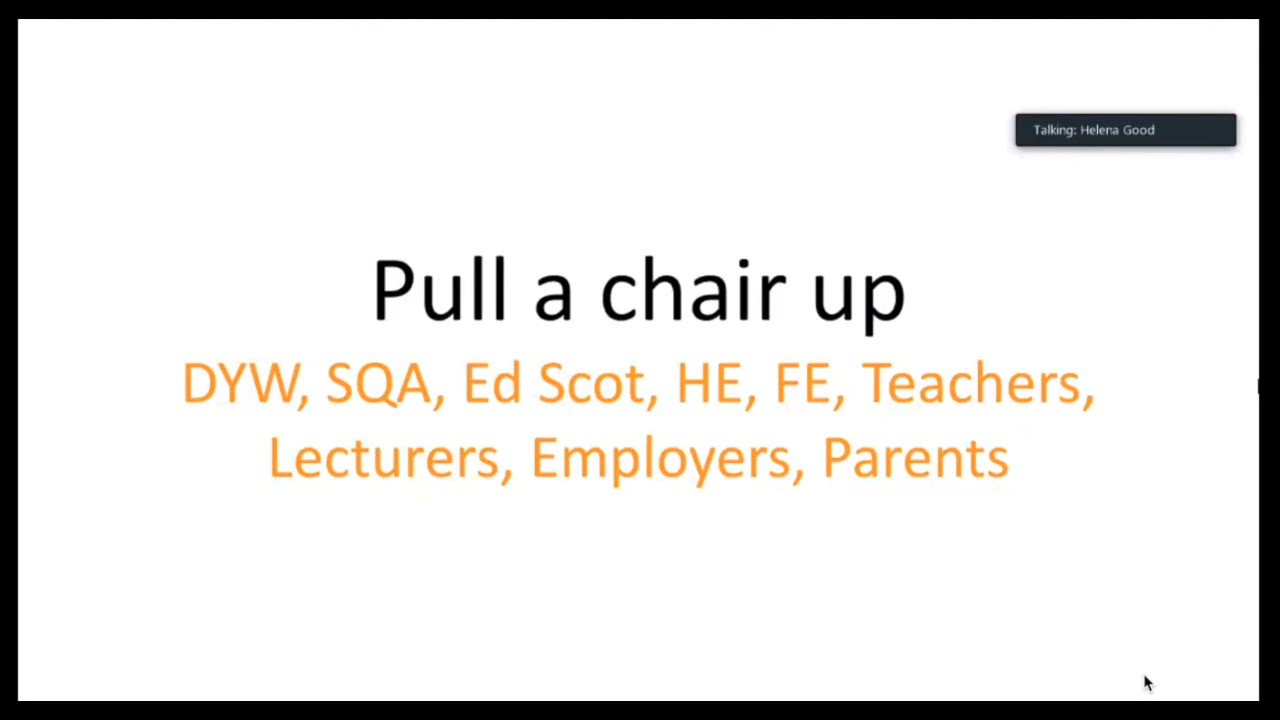 Talking: Helena Good
Pull a chair up
DYW, SQA, Ed Scot, HE, FE, Teachers,
Lecturers, Employers, Parents